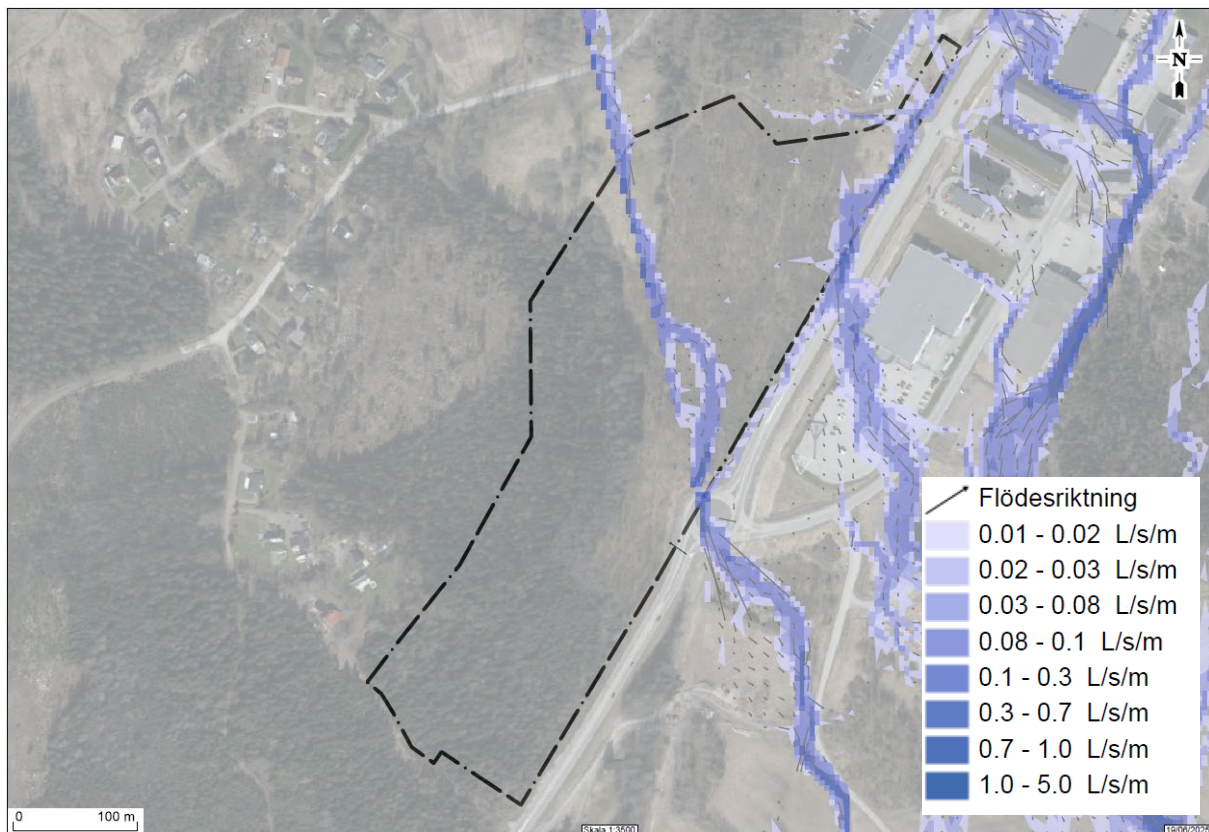 N
Flödesriktning
0.01 - 0.02 L/s/m
0.02 - 0.03 L/s/m
0.03 - 0.08 L/s/m
0.08 - 0.1 L/s/m
0.1 - 0.3 L/s/m
0.3 - 0.7 L/s/m
0.7 - 1.0 L/s/m
1.0 - 5.0 L/s/m
0 100 m
Skala 1:3500